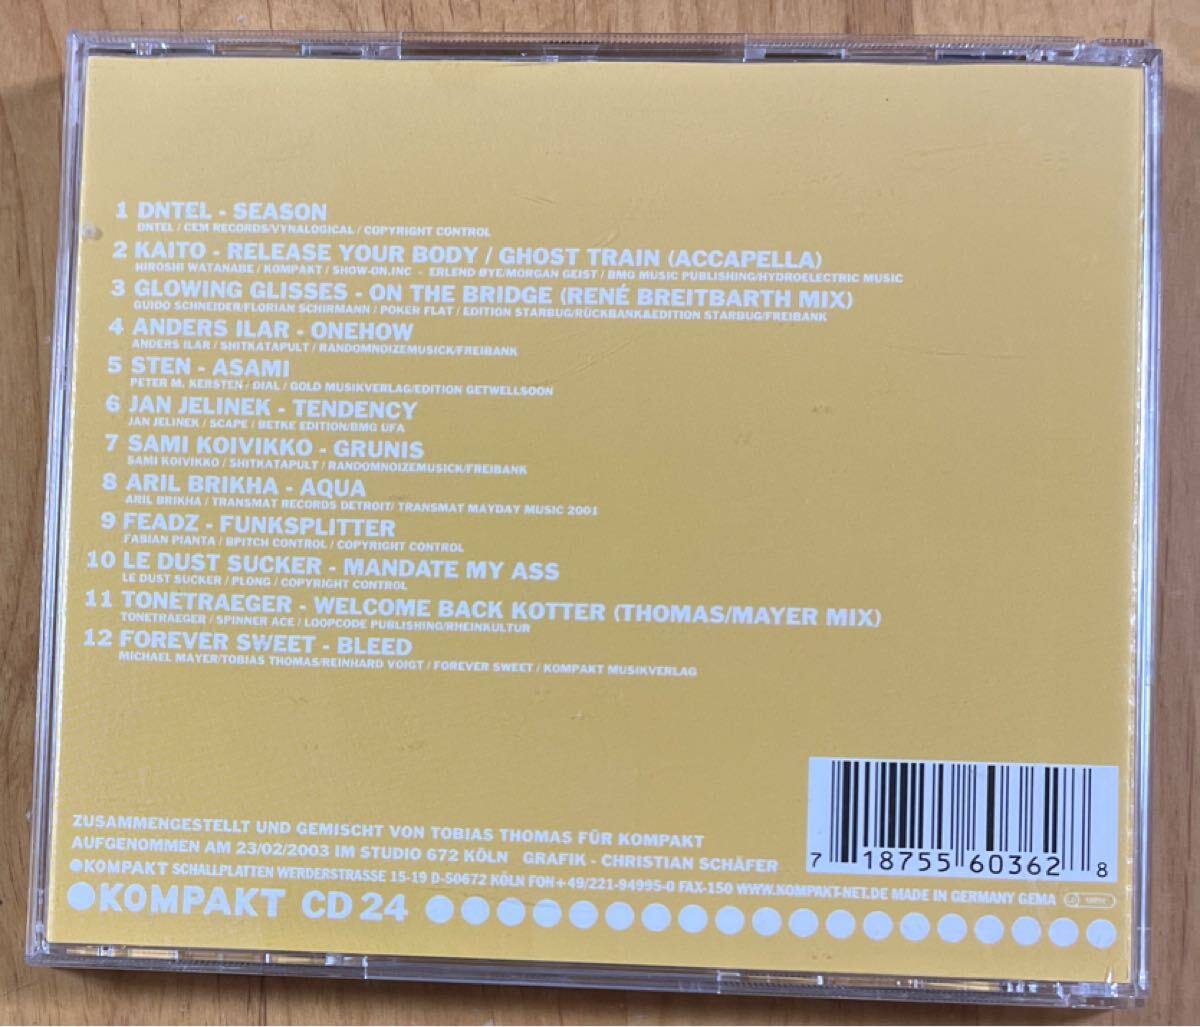 1 DNTEL - SEASON
DNTEL / CEM RECORDS/VYNALOGICAL / COPYRIGHT CONTROL
2 KAITO - RELEASE YOUR BODY / GHOST TRAIN (ACCAPELLA)
HIROSHI WATANABE / KOMPAKT / SHOW-ON.INC - ERLEND ØYE/MORGAN GEIST / BMG MUSIC PUBLISHING/HYDROELECTRIC MUSIC
3 GLOWING GLISSES - ON THE BRIDGE (RENÉ BREITBARTH MIX)
GUIDO SCHNEIDER/FLORIAN SCHIRMANN / POKER FLAT / EDITION STARBUG/RÜCKBANK&EDITION STARBUG/FREIBANK
4 ANDERS ILAR - ONEHOW
ANDERS ILAR / SHITKATAPULT / RANDOMNOIZEMUSICK/FREIBANK
5 STEN - ASAMI
PETER M. KERSTEN / DIAL / GOLD MUSIKVERLAG/EDITION GETWELLSOON
6 JAN JELINEK - TENDENCY
JAN JELINEK / SCAPE / BETKE EDITION/BMG UFA
7 SAMI KOIVIKKO - GRUNIS
SAMI KOIVIKKO / SHITKATAPULT / RANDOMNOIZEMUSICK/FREIBANK
8 ARIL BRIKHA - AQUA
ARIL BRIKHA / TRANSMAT RECORDS DETROIT/ TRANSMAT MAYDAY MUSIC 2001
9 FEADZ - FUNKSPLITTER
FABIAN PIANTA / BPITCH CONTROL / COPYRIGHT CONTROL
10 LE DUST SUCKER - MANDATE MY ASS
LE DUST SUCKER / PLONG / COPYRIGHT CONTROL
11 TONETRAEGER - WELCOME BACK KOTTER (THOMAS/MAYER MIX)
TONETRAEGER / SPINNER ACE / LOOPCODE PUBLISHING/RHEINKULTUR
12 FOREVER SWEET - BLEED
MICHAEL MAYER/TOBIAS THOMAS/REINHARD VOIGT / FOREVER SWEET / KOMPAKT MUSIKVERLAG
ZUSAMMENGESTELLT UND GEMISCHT VON TOBIAS THOMAS FÜR KOMPAKT
AUFGENOMMEN AM 23/02/2003 IM STUDIO 672 KÖLN GRAFIK - CHRISTIAN SCHÄFER
KOMPAKT SCHALLPLATTEN WERDERSTRASSE 15-19 D-50672 KÖLN FON +49/221-94995-0 FAX-150 WWW.KOMPAKT-NET.DE MADE IN GERMANY GEMA
KOMPAKT CD 24
7 18755 60362 8